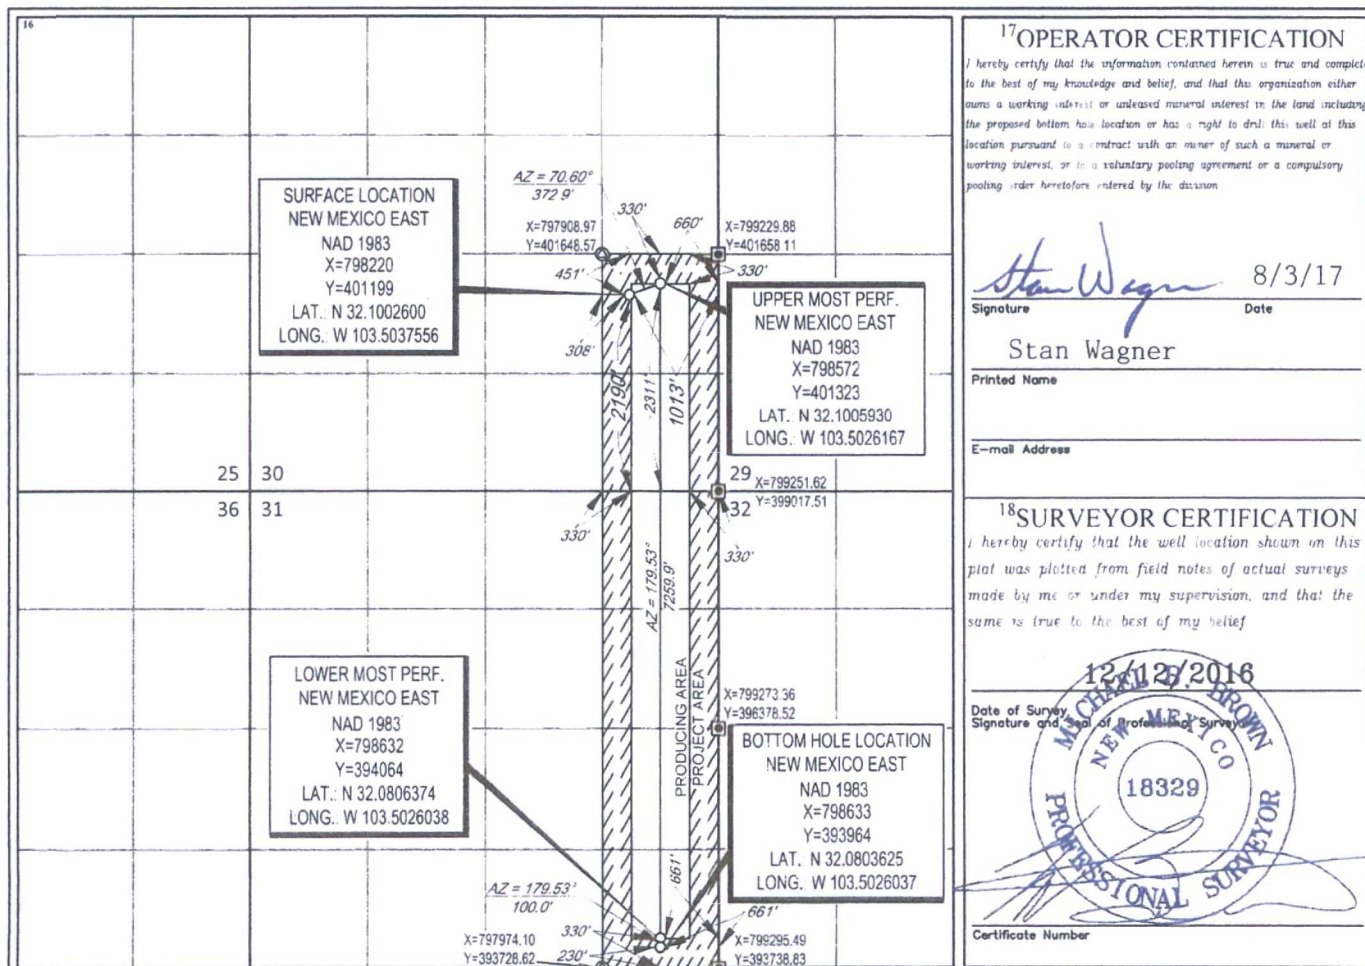 16
AZ = 70.60°
372.9'
330'
660'
X=797908.97
Y=401648.57
X=799229.88
Y=401658.11
451'
330'
SURFACE LOCATION
NEW MEXICO EAST
NAD 1983
X=798220
Y=401199
LAT.: N 32.1002600
LONG.: W 103.5037556
UPPER MOST PERF.
NEW MEXICO EAST
NAD 1983
X=798572
Y=401323
LAT.: N 32.1005930
LONG.: W 103.5026167
308'
2190'
2311'
1013'
25 30
36 31
29
32
X=799251.62
Y=399017.51
330'
330'
AZ = 179.53°
7259.9'
PRODUCING AREA
PROJECT AREA
LOWER MOST PERF.
NEW MEXICO EAST
NAD 1983
X=798632
Y=394064
LAT.: N 32.0806374
LONG.: W 103.5026038
X=799273.36
Y=396378.52
BOTTOM HOLE LOCATION
NEW MEXICO EAST
NAD 1983
X=798633
Y=393964
LAT.: N 32.0803625
LONG.: W 103.5026037
AZ = 179.53°
100.0'
661'
661'
330'
230'
X=797974.10
Y=393728.62
X=799295.49
Y=393738.83
17 OPERATOR CERTIFICATION
I hereby certify that the information contained herein is true and complete
to the best of my knowledge and belief, and that this organization either
owns a working interest or unleased mineral interest in the land including
the proposed bottom hole location or has a right to drill this well at this
location pursuant to a contract with an owner of such a mineral or
working interest, or to a voluntary pooling agreement or a compulsory
pooling order heretofore entered by the division
Stan Wagner
8/3/17
Signature Date
Stan Wagner
Printed Name
E-mail Address
18 SURVEYOR CERTIFICATION
I hereby certify that the well location shown on this
plat was plotted from field notes of actual surveys
made by me or under my supervision, and that the
same is true to the best of my belief
12/12/2016
Date of Survey
Signature and Seal of Professional Surveyor
MICHAEL B. BROWN
NEW MEXICO
18329
PROFESSIONAL SURVEYOR
Certificate Number